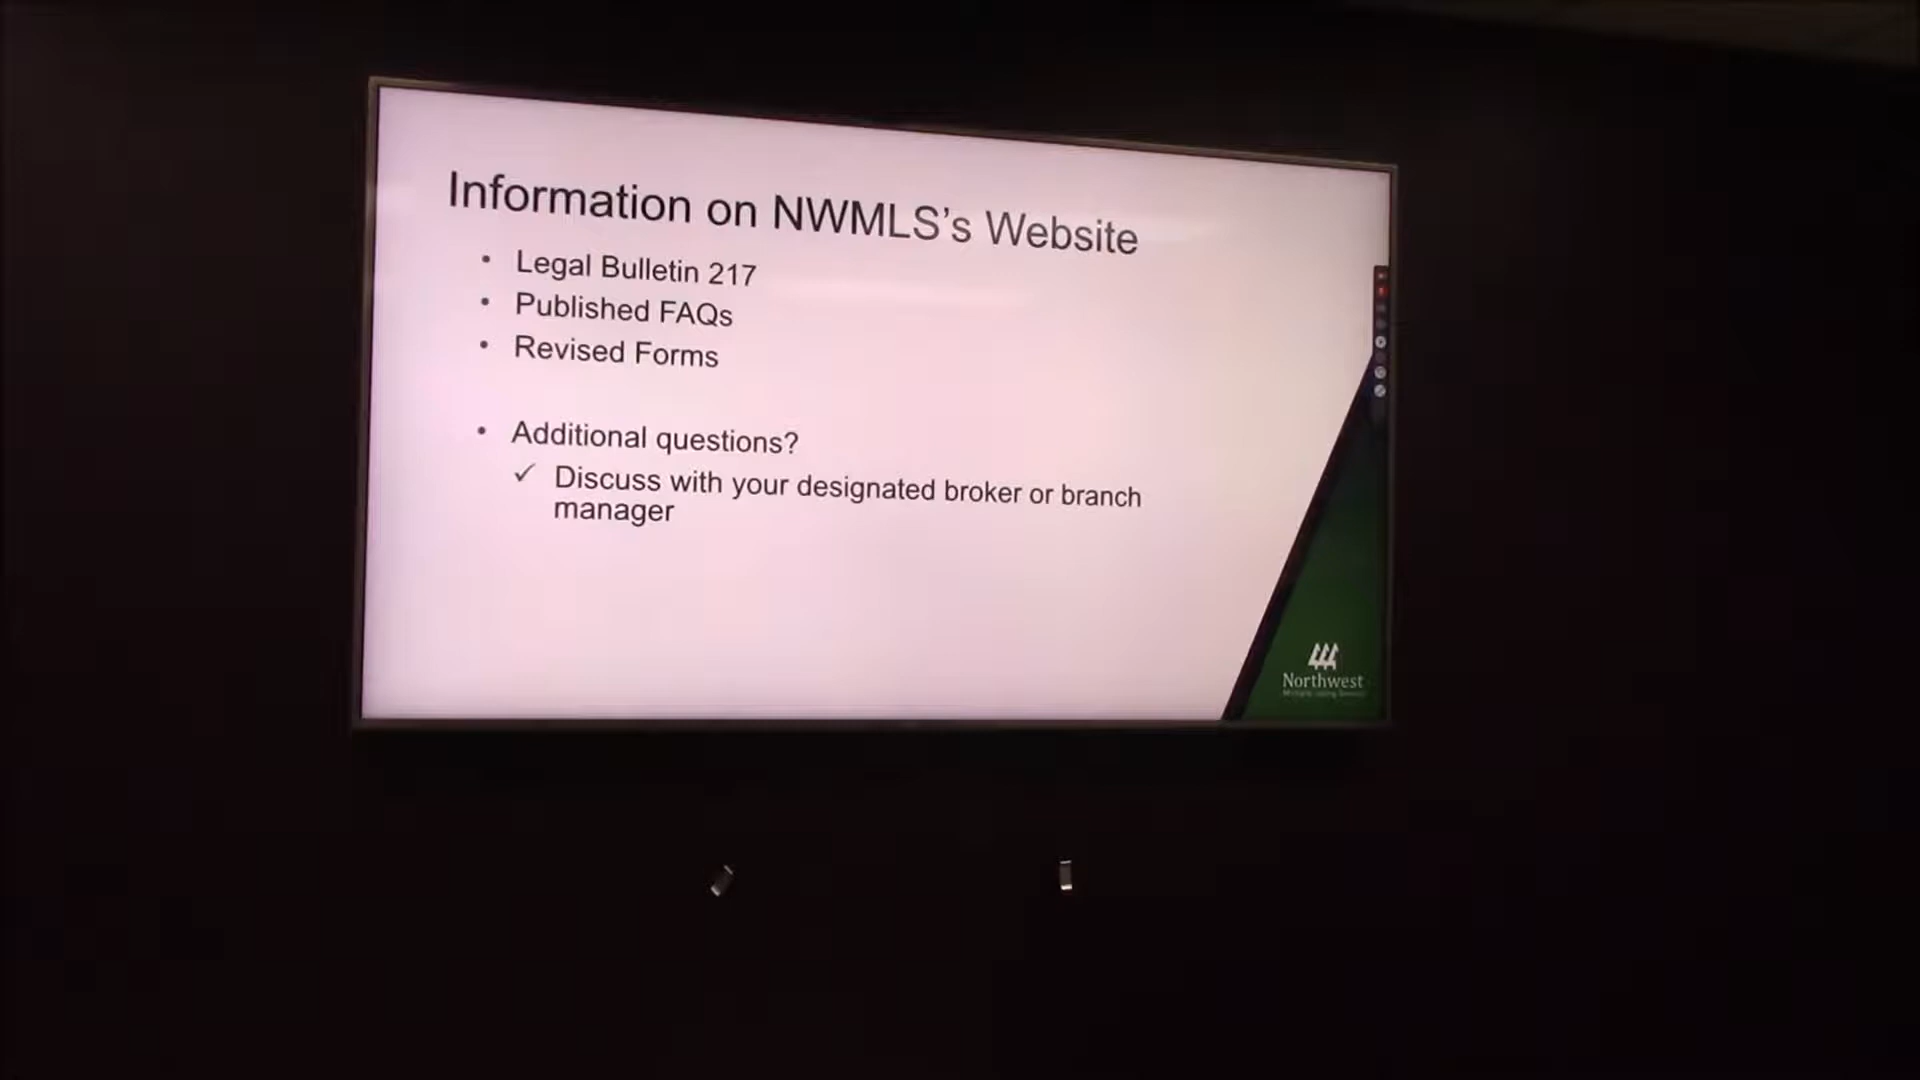 Information on NWMLS's Website
• Legal Bulletin 217
• Published FAQs
• Revised Forms
• Additional questions?
✓ Discuss with your designated broker or branch
manager
Northwest